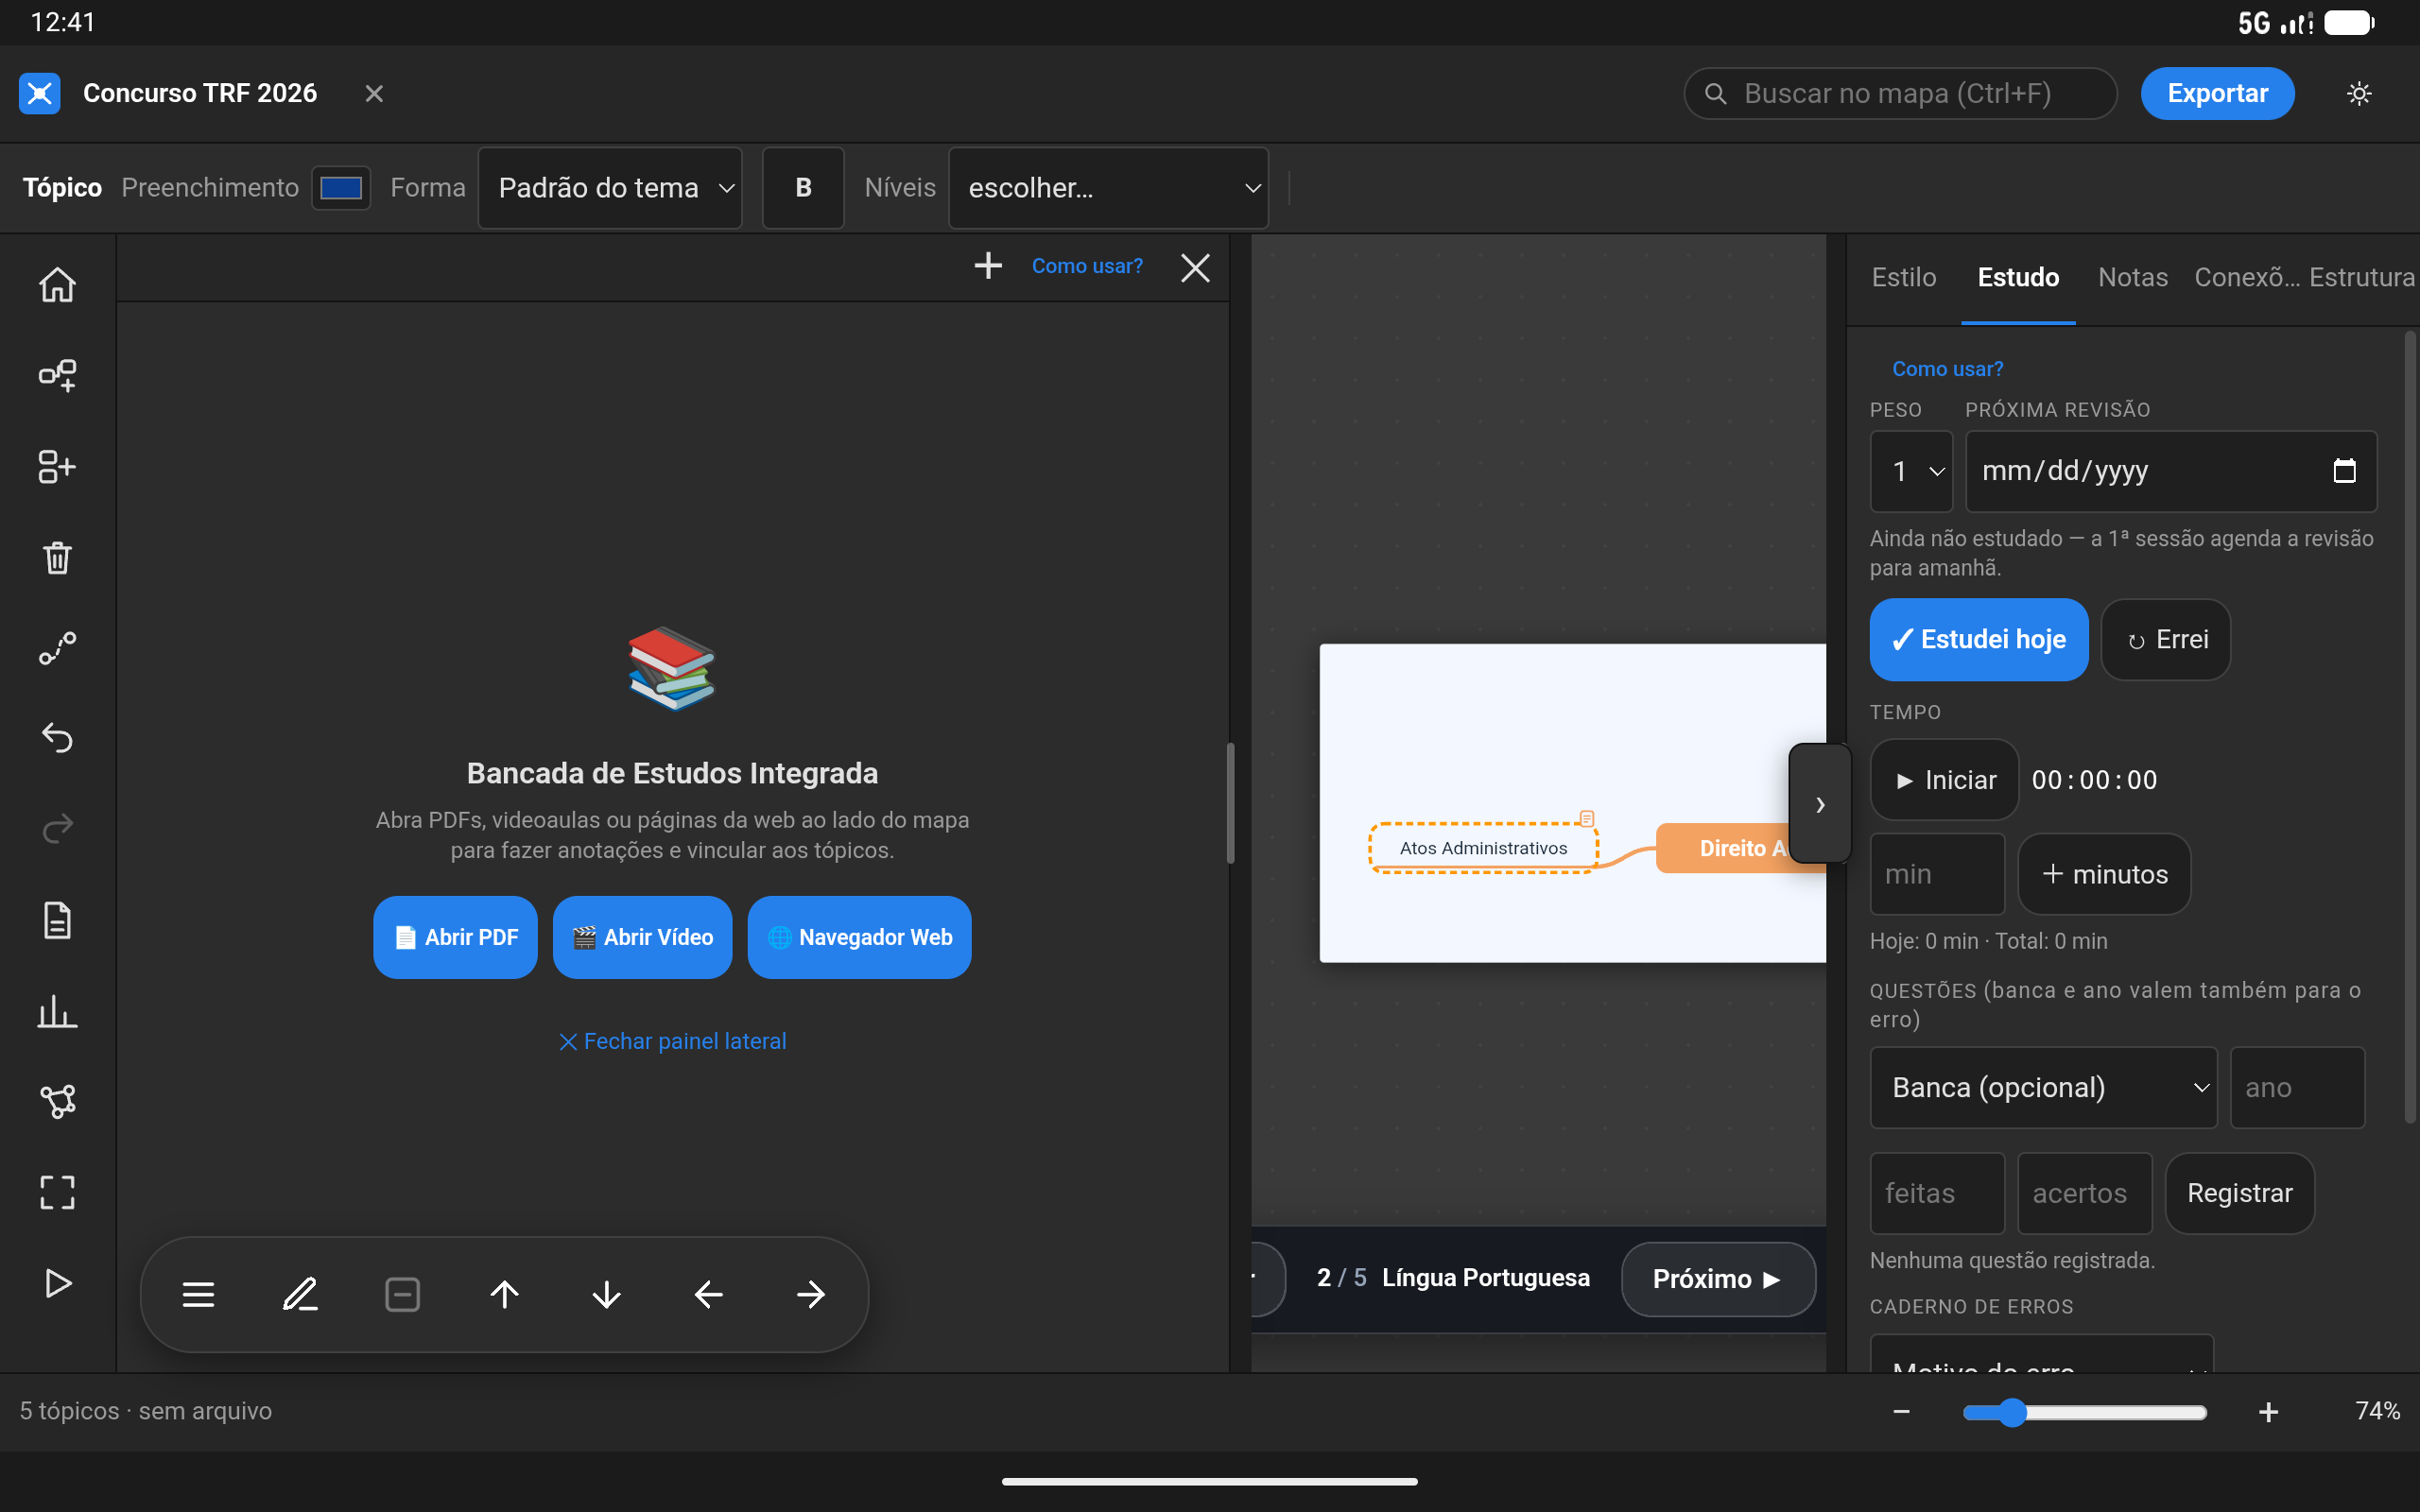 12:41
5G
Concurso TRF 2026
Buscar no mapa (Ctrl+F)
Exportar
Tópico
Preenchimento
Forma
Padrão do tema
B
Níveis
escolher...
Como usar?
Bancada de Estudos Integrada
Abra PDFs, videoaulas ou páginas da web ao lado do mapa
para fazer anotações e vincular aos tópicos.
Abrir PDF
Abrir Vídeo
Navegador Web
Fechar painel lateral
Atos Administrativos
Direito A
2 / 5 Língua Portuguesa
Próximo ►
Estilo
Estudo
Notas
Conexõ...
Estrutura
Como usar?
PESO
PRÓXIMA REVISÃO
1
mm/dd/yyyy
Ainda não estudado — a 1ª sessão agenda a revisão
para amanhã.
✓ Estudei hoje
↻ Errei
TEMPO
► Iniciar
00:00:00
min
+ minutos
Hoje: 0 min · Total: 0 min
QUESTÕES (banca e ano valem também para o
erro)
Banca (opcional)
ano
feitas
acertos
Registrar
Nenhuma questão registrada.
CADERNO DE ERROS
5 tópicos · sem arquivo
74%